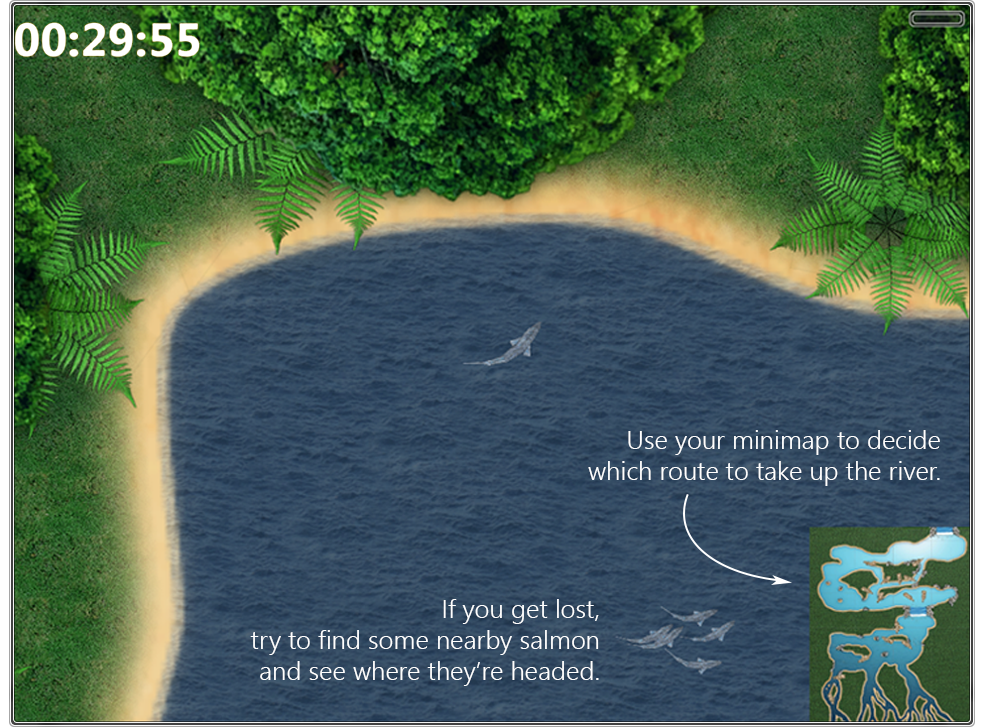 00:29:55
Use your minimap to decide
which route to take up the river.
If you get lost,
try to find some nearby salmon
and see where they’re headed.